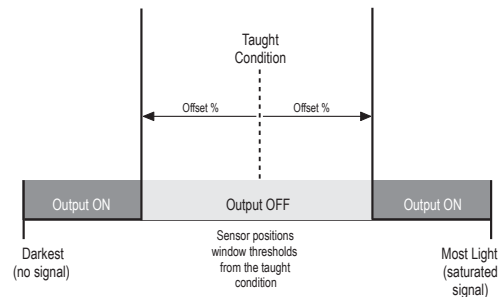 Taught
Condition
Offset %
Offset %
Output ON
Output OFF
Output ON
Darkest
(no signal)
Sensor positions
window thresholds
from the taught
condition
Most Light
(saturated
signal)